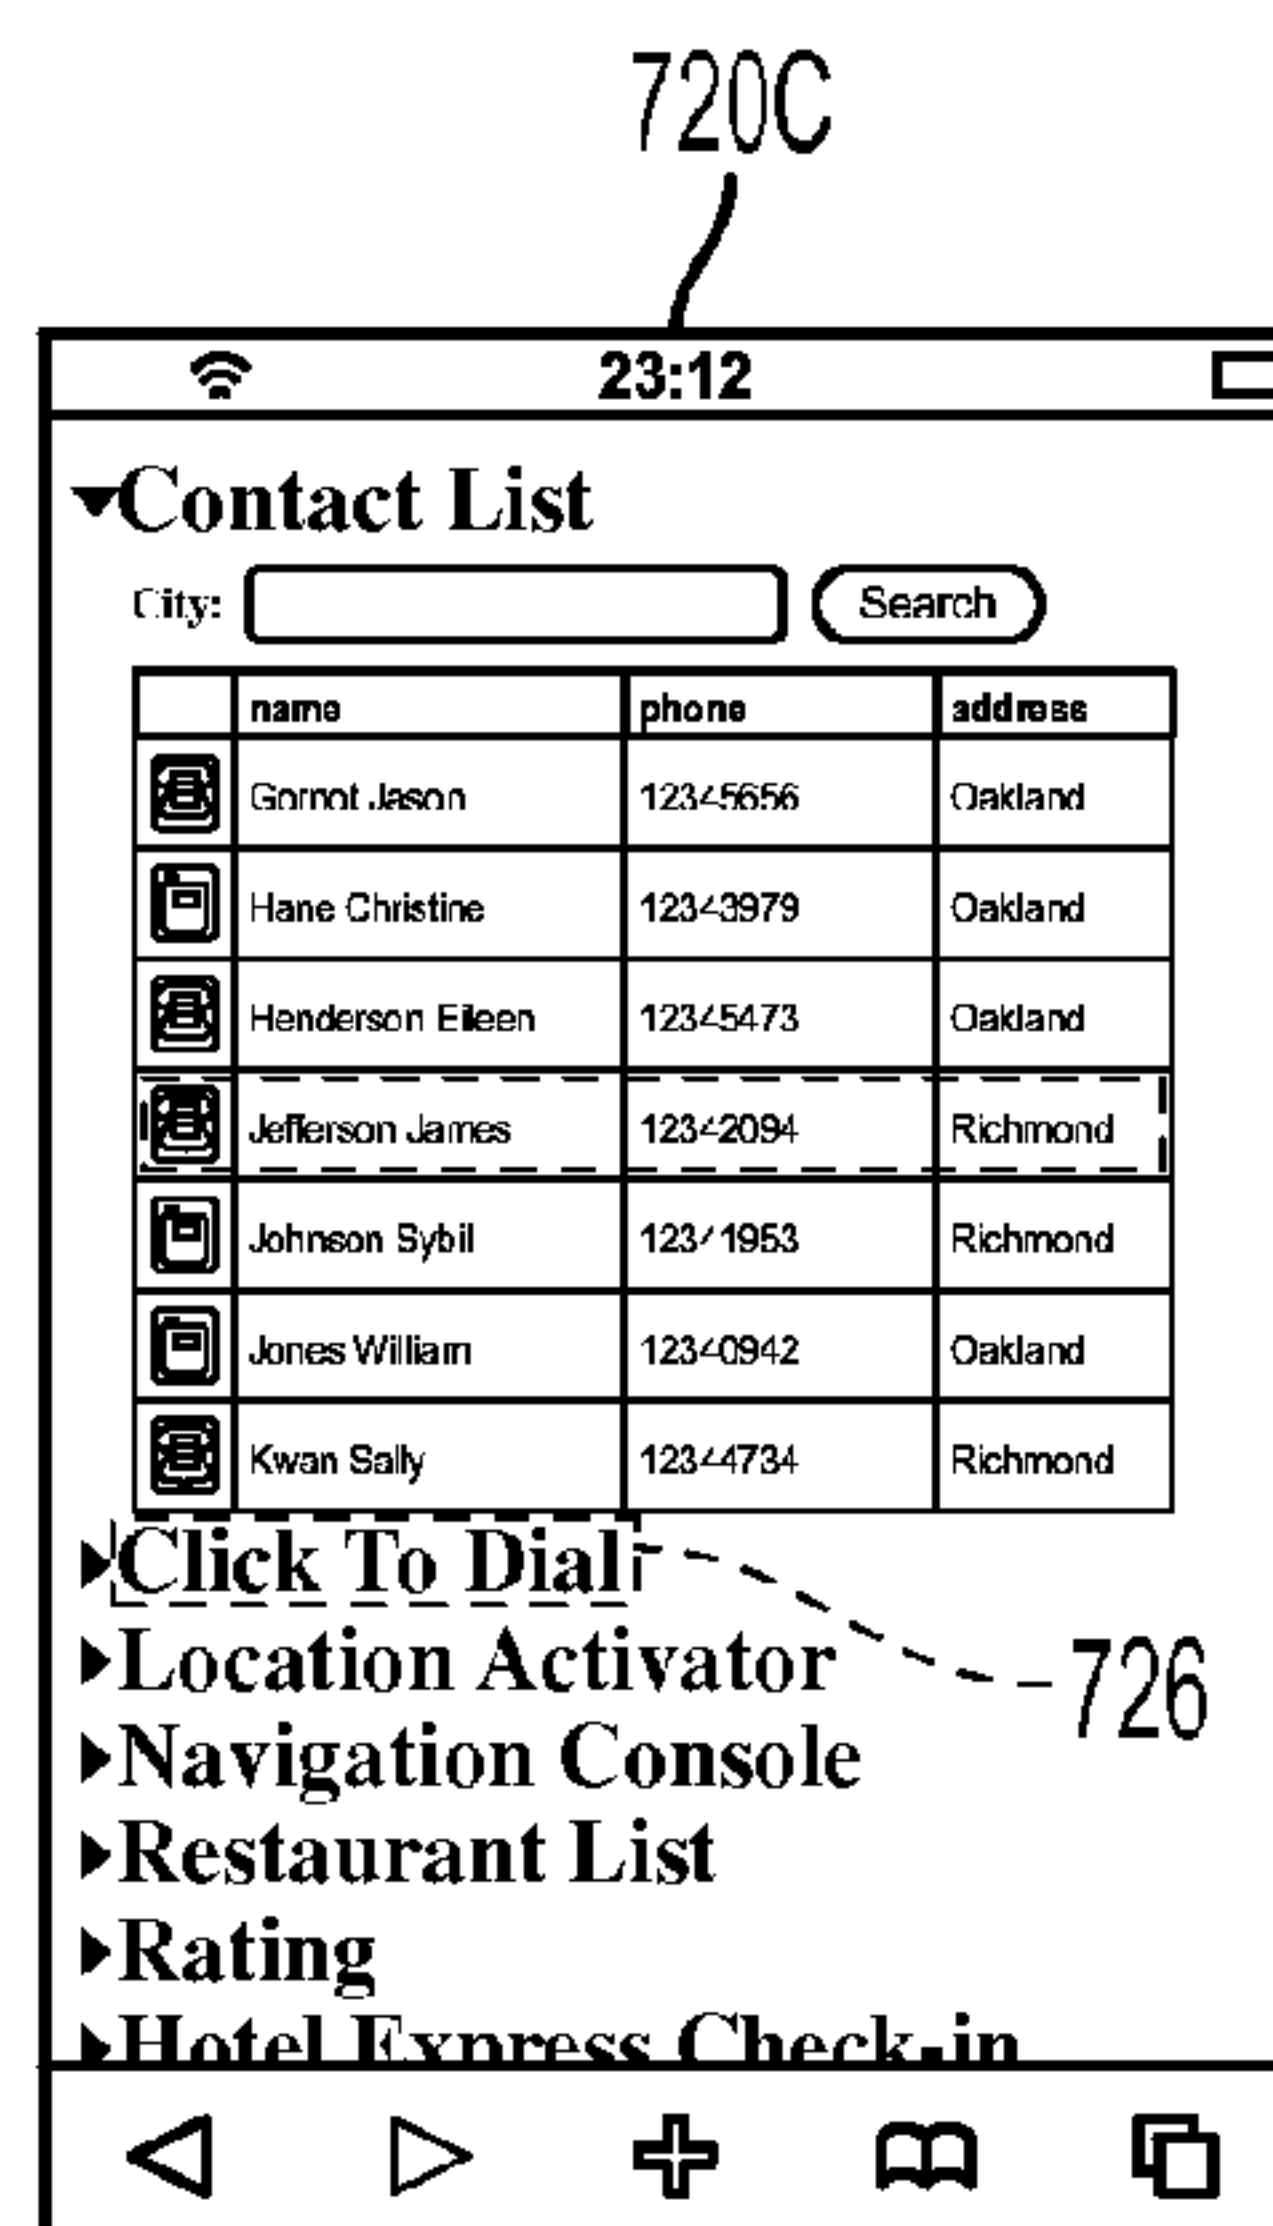 720C
23:12
Contact List
City: Search
name phone address
Gornot Jason 12345656 Oakland
Hane Christine 12343979 Oakland
Henderson Eileen 12345473 Oakland
Jefferson James 12342094 Richmond
Johnson Sybil 12341953 Richmond
Jones William 12340942 Oakland
Kwan Sally 12344734 Richmond
Click To Dial
726
Location Activator
Navigation Console
Restaurant List
Rating
Hotel Express Check-in